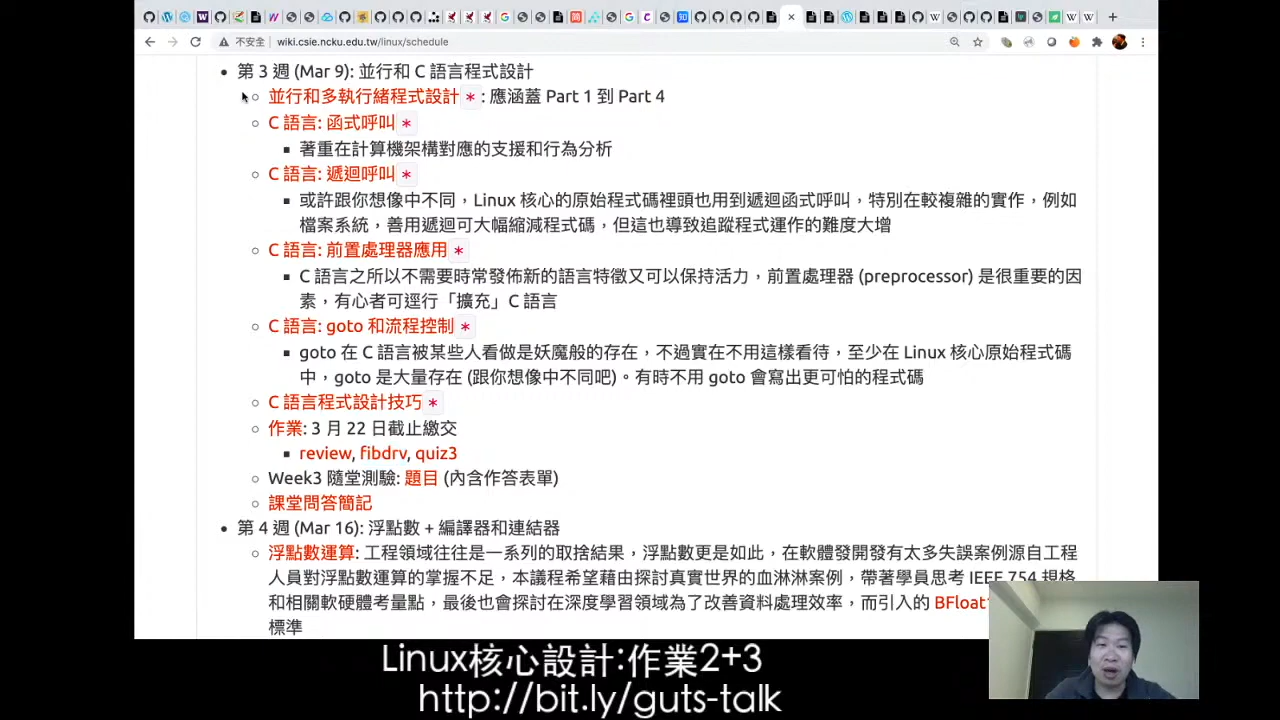 不安全 wiki.csie.ncku.edu.tw/linux/schedule
第 3 週 (Mar 9): 並行和 C 語言程式設計
並行和多執行緒程式設計 * : 應涵蓋 Part 1 到 Part 4
C 語言: 函式呼叫 *
著重在計算機架構對應的支援和行為分析
C 語言: 遞迴呼叫 *
或許跟你想像中不同，Linux 核心的原始程式碼裡頭也用到遞迴函式呼叫，特別在較複雜的實作，例如
檔案系統，善用遞迴可大幅縮減程式碼，但這也導致追蹤程式運作的難度大增
C 語言: 前置處理器應用 *
C 語言之所以不需要時常發佈新的語言特徵又可以保持活力，前置處理器 (preprocessor) 是很重要的因
素，有心者可逕行「擴充」C 語言
C 語言: goto 和流程控制 *
goto 在 C 語言被某些人看做是妖魔般的存在，不過實在不用這樣看待，至少在 Linux 核心原始程式碼
中，goto 是大量存在 (跟你想像中不同吧)。有時不用 goto 會寫出更可怕的程式碼
C 語言程式設計技巧 *
作業: 3 月 22 日截止繳交
review, fibdrv, quiz3
Week3 隨堂測驗: 題目 (內含作答表單)
課堂問答簡記
第 4 週 (Mar 16): 浮點數 + 編譯器和連結器
浮點數運算: 工程領域往往是一系列的取捨結果，浮點數更是如此，在軟體發開發有太多失誤案例源自工程
人員對浮點數運算的掌握不足，本議程希望藉由探討真實世界的血淋淋案例，帶著學員思考 IEEE 754 規格
和相關軟硬體考量點，最後也會探討在深度學習領域為了改善資料處理效率，而引入的 BFloat1
標準
Linux核心設計:作業2+3
http://bit.ly/guts-talk